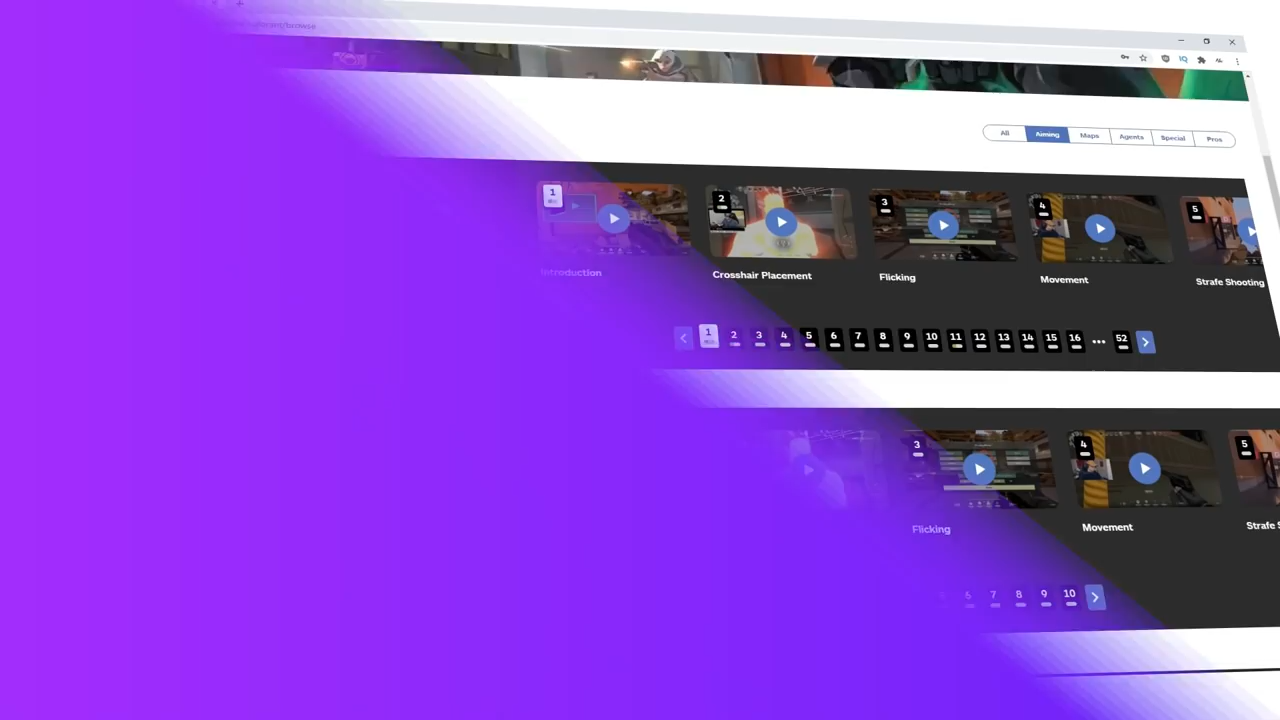 All Aiming Maps Agents Special Pros
1 2 3 4 5
Introduction Crosshair Placement Flicking Movement Strafe Shooting
1 2 3 4 5 6 7 8 9 10 11 12 13 14 15 16 ••• 52
3 4 5
Flicking Movement Strafe S
6 7 8 9 10